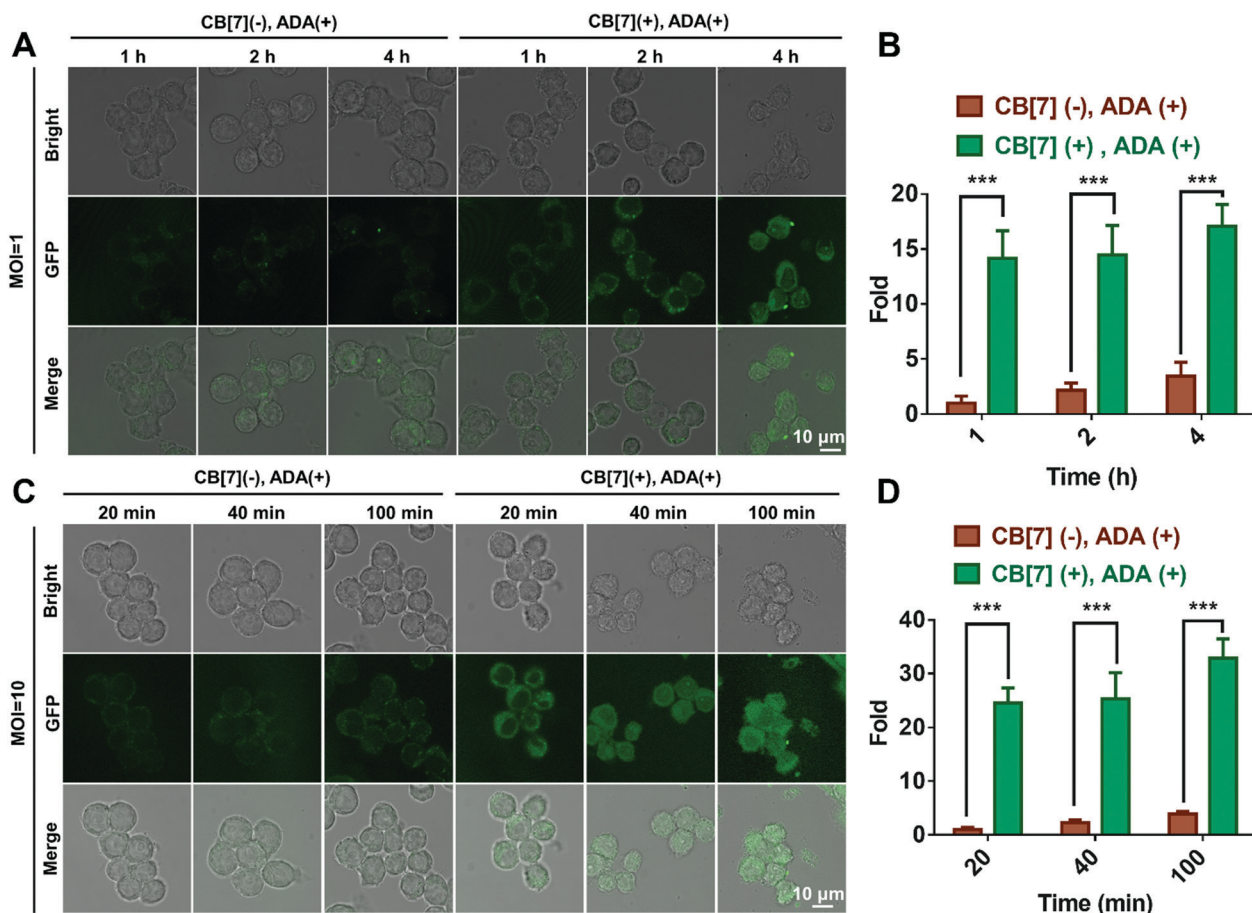 A
CB[7](-), ADA(+)
CB[7](+), ADA(+)
1 h
2 h
4 h
1 h
2 h
4 h
MOI=1
Bright
GFP
Merge
10 µm
B
CB[7] (-), ADA (+)
CB[7] (+) , ADA (+)
Fold
20
15
10
5
0
***
***
***
1
2
4
Time (h)
C
CB[7](-), ADA(+)
CB[7](+), ADA(+)
20 min
40 min
100 min
20 min
40 min
100 min
MOI=10
Bright
GFP
Merge
10 µm
D
CB[7] (-), ADA (+)
CB[7] (+), ADA (+)
Fold
40
30
20
10
0
***
***
***
20
40
100
Time (min)